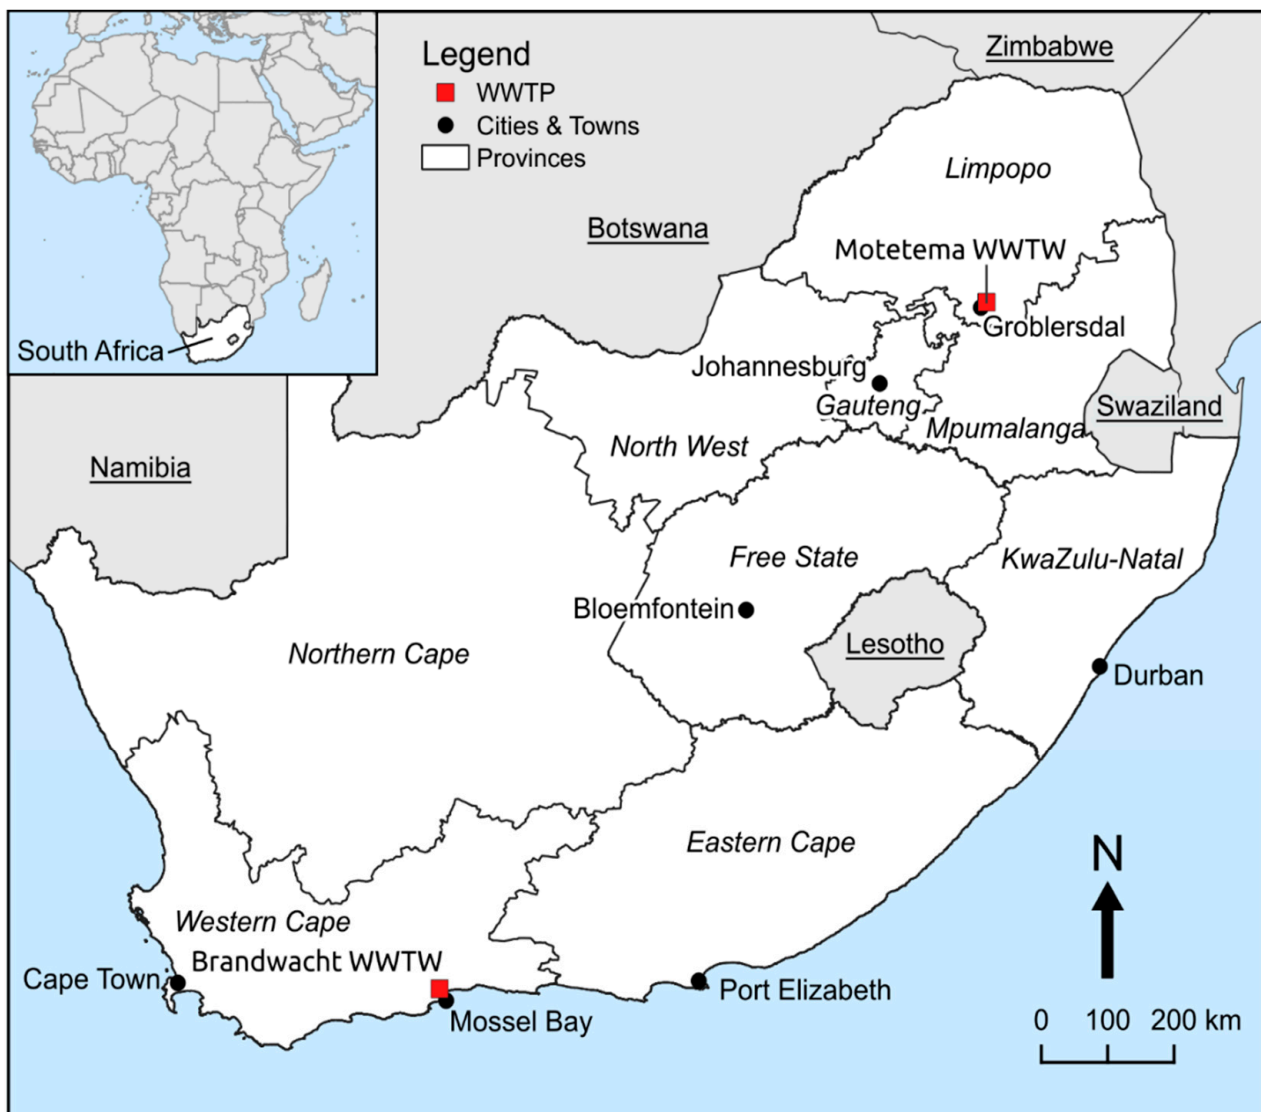 South Africa
Legend
WWTP
Cities & Towns
Provinces
Zimbabwe
Limpopo
Botswana
Motetema WWTW
Groblersdal
Johannesburg
Gauteng
Swaziland
Mpumalanga
North West
Namibia
Free State
KwaZulu-Natal
Bloemfontein
Lesotho
Northern Cape
Durban
Eastern Cape
N
Western Cape
Brandwacht WWTW
Cape Town
Port Elizabeth
Mossel Bay
0 100 200 km